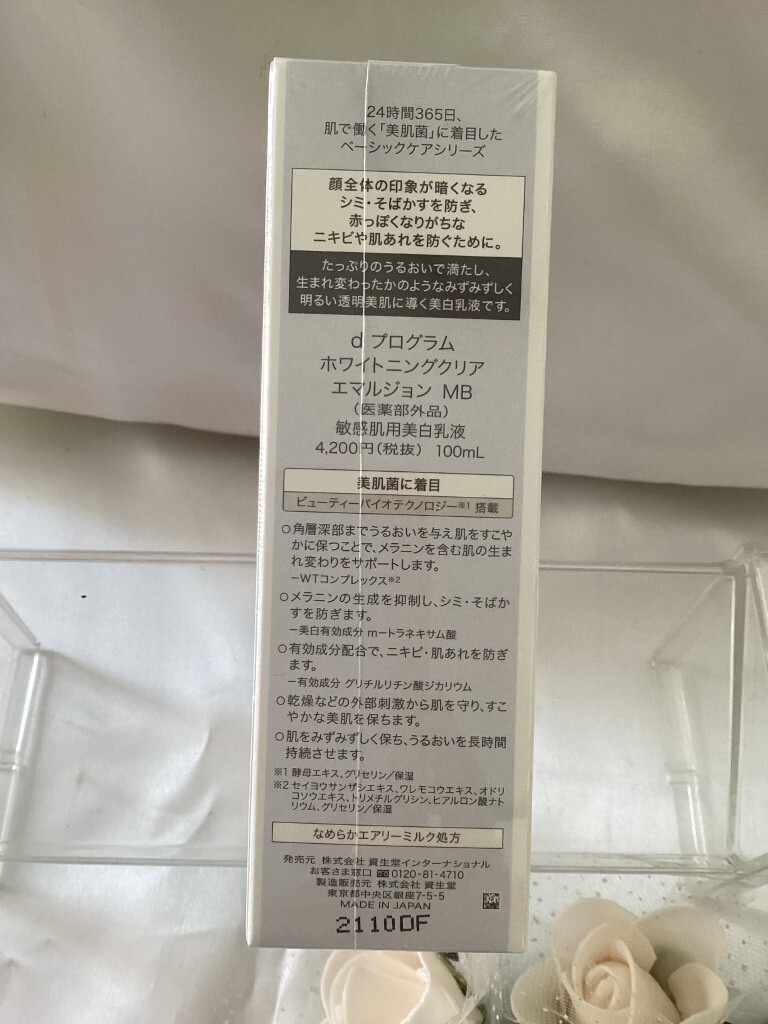 24時間365日、
肌で働く「美肌菌」に着目した
ベーシックケアシリーズ
顔全体の印象が暗くなる
シミ・そばかすを防ぎ、
赤っぽくなりがちな
ニキビや肌あれを防ぐために。
たっぷりのうるおいで満たし、
生まれ変わったかのようなみずみずしく
明るい透明美肌に導く美白乳液です。
d プログラム
ホワイトニングクリア
エマルジョン MB
（医薬部外品）
敏感肌用美白乳液
4,200円（税抜） 100mL
美肌菌に着目
ビューティーバイオテクノロジー※1 搭載
○角層深部までうるおいを与え肌をすこや
かに保つことで、メラニンを含む肌の生ま
れ変わりをサポートします。
−WTコンプレックス※2
○メラニンの生成を抑制し、シミ・そばか
すを防ぎます。
−美白有効成分 m−トラネキサム酸
○有効成分配合で、ニキビ・肌あれを防ぎ
ます。
−有効成分 グリチルリチン酸ジカリウム
○乾燥などの外部刺激から肌を守り、すこ
やかな美肌を保ちます。
○肌をみずみずしく保ち、うるおいを長時間
持続させます。
※1 酵母エキス、グリセリン／保湿
※2 セイヨウサンザシエキス、ワレモコウエキス、オドリ
コソウエキス、トリメチルグリシン、ヒアルロン酸ナト
リウム、グリセリン／保湿
なめらかエアリーミルク処方
発売元 株式会社 資生堂インターナショナル
お客さま窓口 0120-81-4710
製造販売元 株式会社 資生堂
東京都中央区銀座7-5-5
MADE IN JAPAN
2110DF